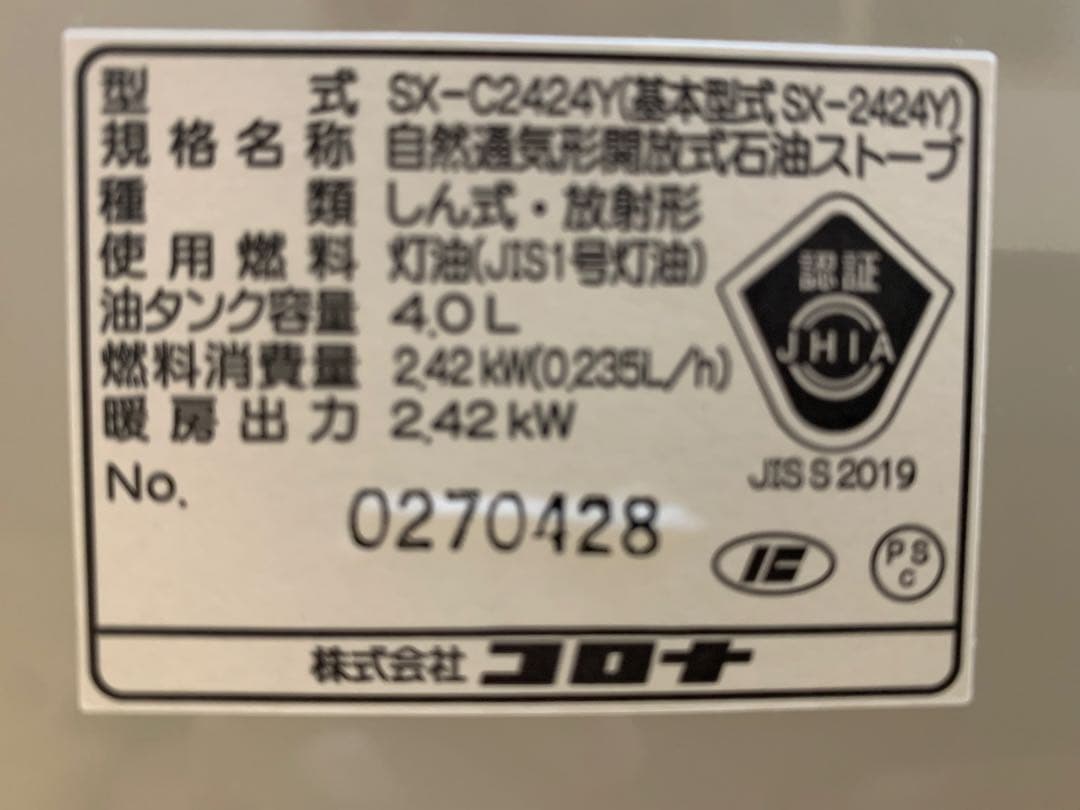 型式 SX-C2424Y(基本型式SX-2424Y)
規格名称 自然通気形開放式石油ストーブ
種類 しん式・放射形
使用燃料 灯油(JIS1号灯油)
油タンク容量 4.0L
燃料消費量 2.42kW(0.235L/h)
暖房出力 2.42kW
認証
JHIA
JIS S 2019
No. 0270428
PS
C
株式会社コロナ